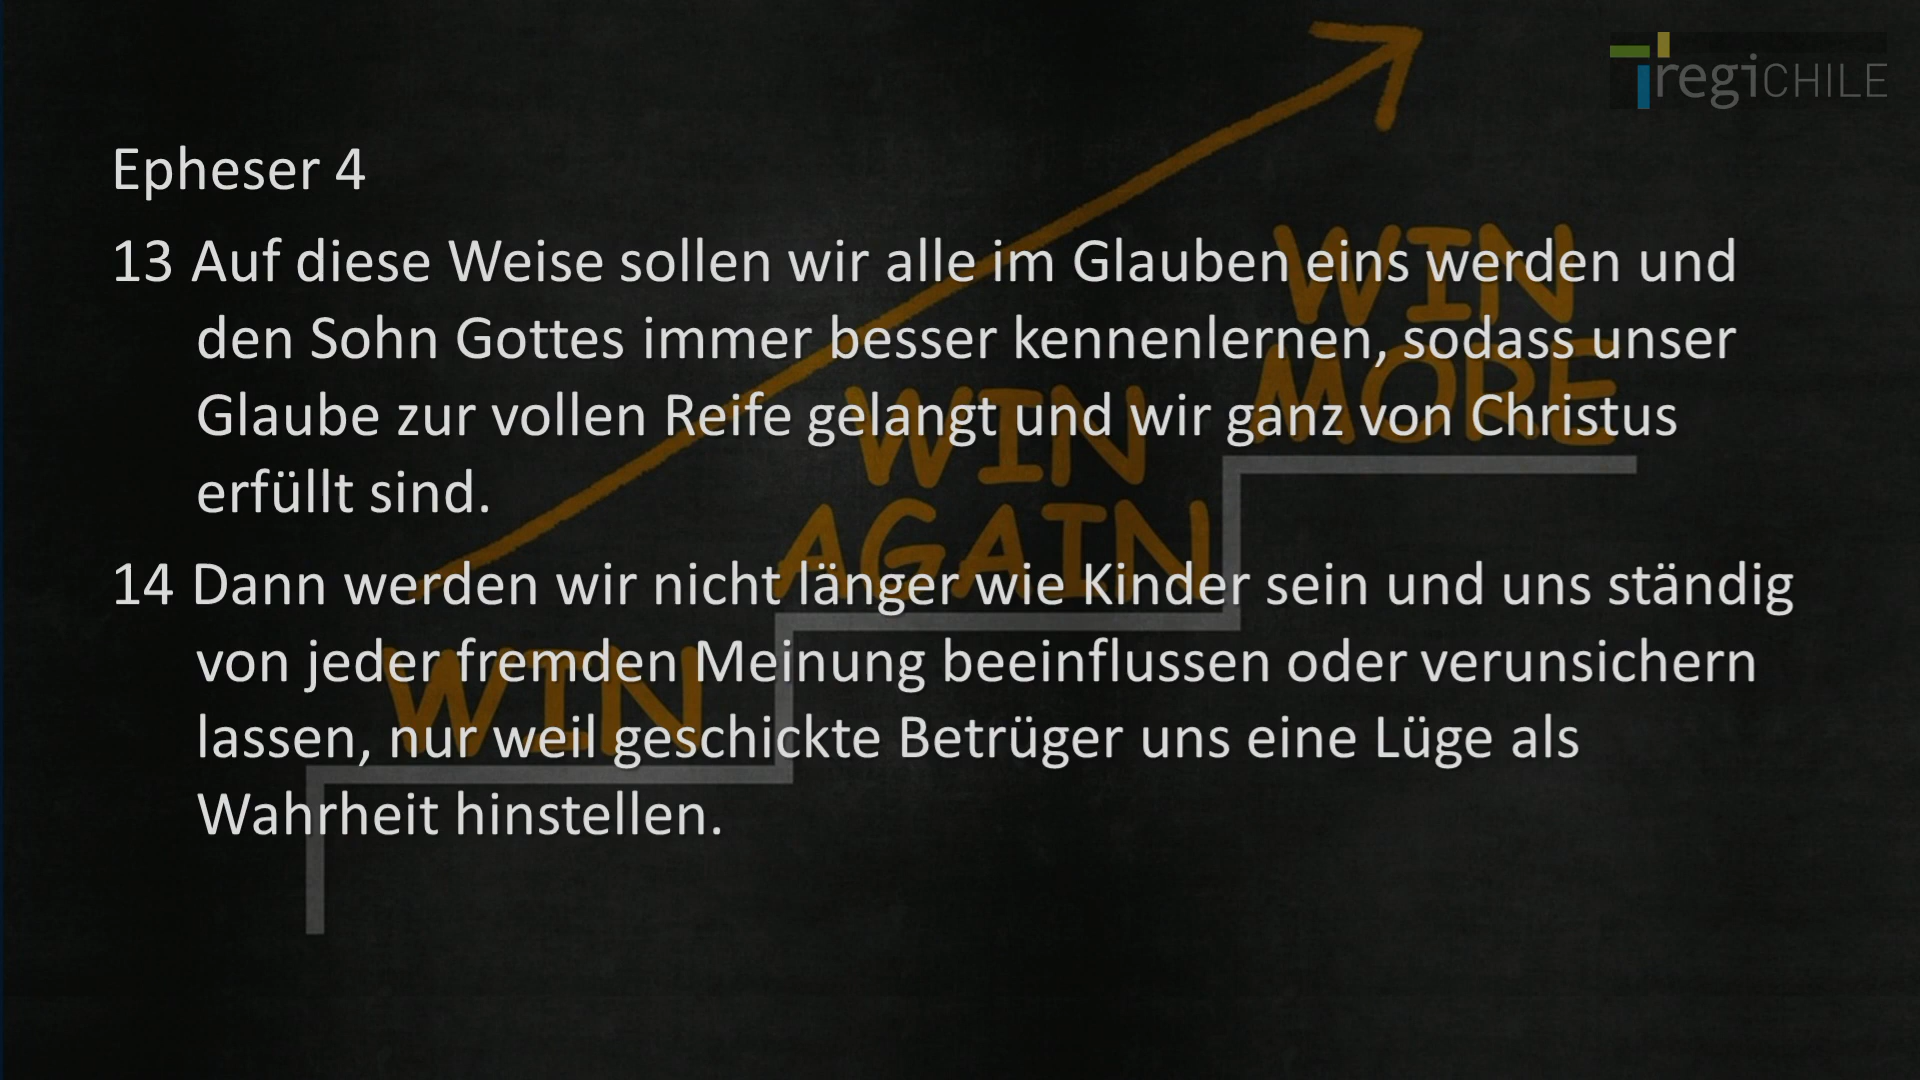 regiCHILE
Epheser 4
13 Auf diese Weise sollen wir alle im Glauben eins werden und
den Sohn Gottes immer besser kennenlernen, sodass unser
Glaube zur vollen Reife gelangt und wir ganz von Christus
erfüllt sind.
14 Dann werden wir nicht länger wie Kinder sein und uns ständig
von jeder fremden Meinung beeinflussen oder verunsichern
lassen, nur weil geschickte Betrüger uns eine Lüge als
Wahrheit hinstellen.
WIN
WIN
AGAIN
WIN
MORE